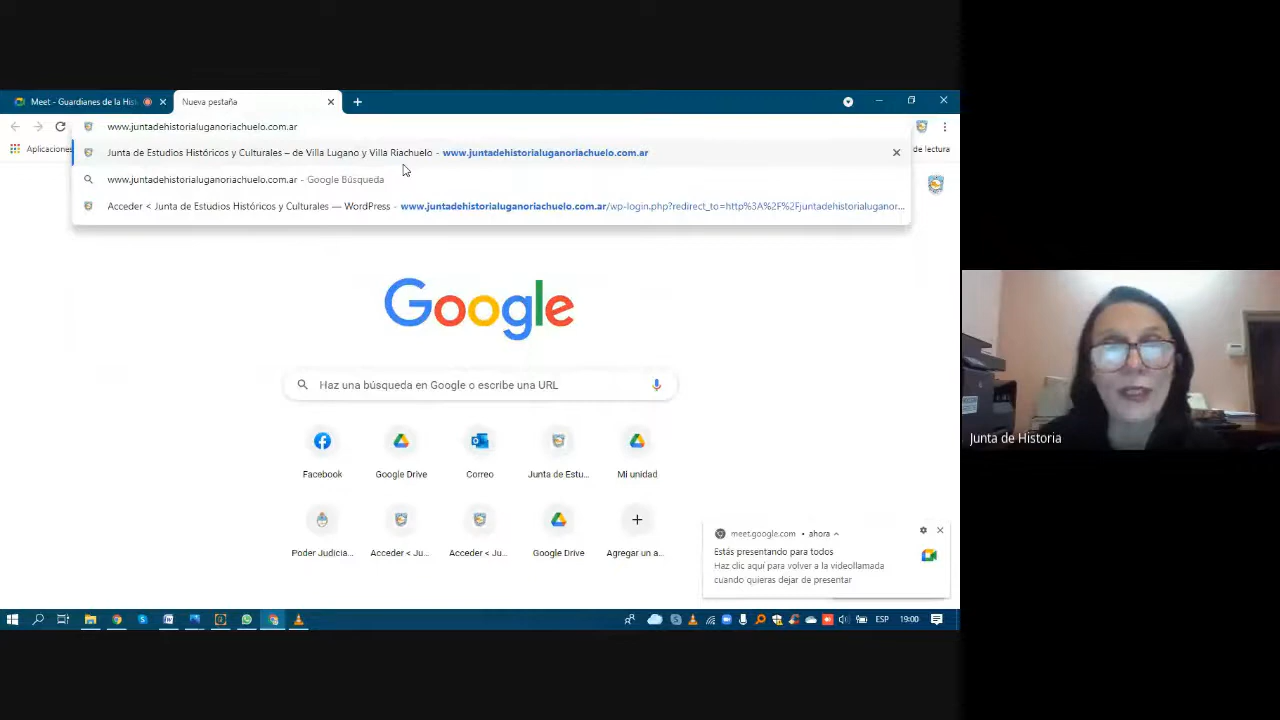 Meet - Guardianes de la His
Nueva pestaña
www.juntadehistorialuganoriachuelo.com.ar
Aplicaciones
de lectura
Junta de Estudios Históricos y Culturales – de Villa Lugano y Villa Riachuelo - www.juntadehistorialuganoriachuelo.com.ar
www.juntadehistorialuganoriachuelo.com.ar - Google Búsqueda
Acceder < Junta de Estudios Históricos y Culturales — WordPress - www.juntadehistorialuganoriachuelo.com.ar/wp-login.php?redirect_to=http%3A%2F%2Fjuntadehistorialuganor...
Google
Haz una búsqueda en Google o escribe una URL
Facebook
Google Drive
Correo
Junta de Estu...
Mi unidad
Poder Judicia...
Acceder < Ju...
Acceder < Ju...
Google Drive
Agregar un a...
meet.google.com • ahora
Estás presentando para todos
Haz clic aquí para volver a la videollamada
cuando quieras dejar de presentar
Junta de Historia
ESP
19:00